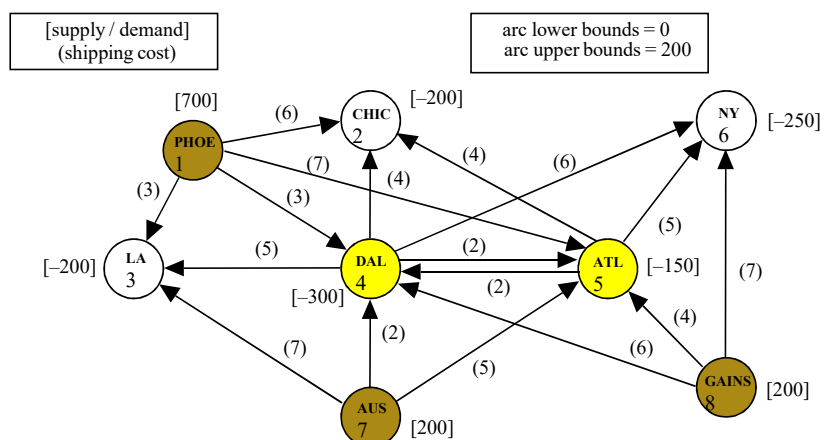 [supply / demand]
(shipping cost)
arc lower bounds = 0
arc upper bounds = 200
[700]
(6)
CHIC
2
[–200]
NY
6
[–250]
PHOE
1
(7)
(4)
(6)
(3)
(3)
(4)
(5)
LA
3
[–200]
(5)
DAL
4
[–300]
(2)
(2)
ATL
5
[–150]
(7)
(7)
(2)
(5)
(6)
(4)
AUS
7
[200]
GAINS
8
[200]